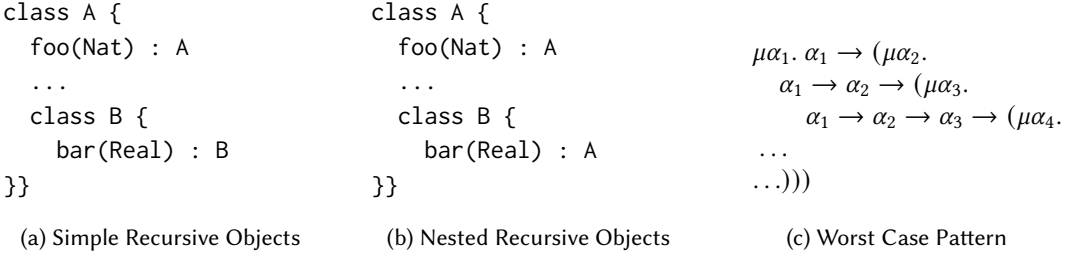 class A {
  foo(Nat) : A
  ...
  class B {
    bar(Real) : B
}}
(a) Simple Recursive Objects
class A {
  foo(Nat) : A
  ...
  class B {
    bar(Real) : A
}}
(b) Nested Recursive Objects
μα₁. α₁ → (μα₂.
  α₁ → α₂ → (μα₃.
    α₁ → α₂ → α₃ → (μα₄.
...
...)))
(c) Worst Case Pattern